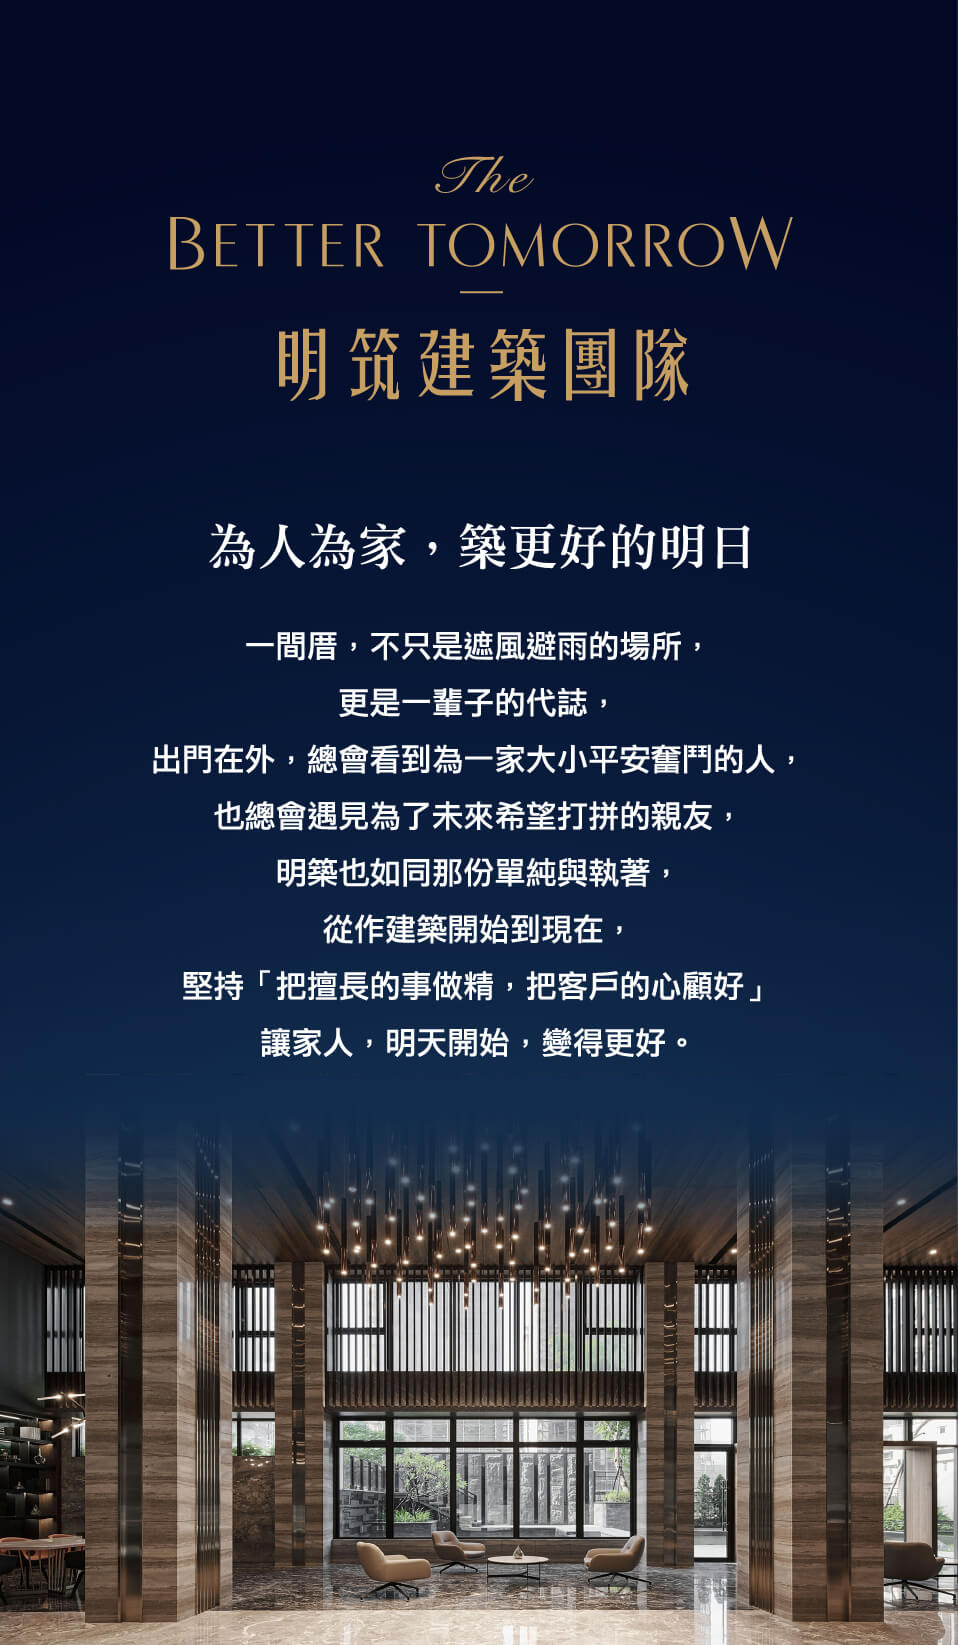 The
BETTER TOMORROW
明筑建築團隊
為人為家，築更好的明日
一間厝，不只是遮風避雨的場所，
更是一輩子的代誌，
出門在外，總會看到為一家大小平安奮鬥的人，
也總會遇見為了未來希望打拼的親友，
明築也如同那份單純與執著，
從作建築開始到現在，
堅持「把擅長的事做精，把客戶的心顧好」
讓家人，明天開始，變得更好。